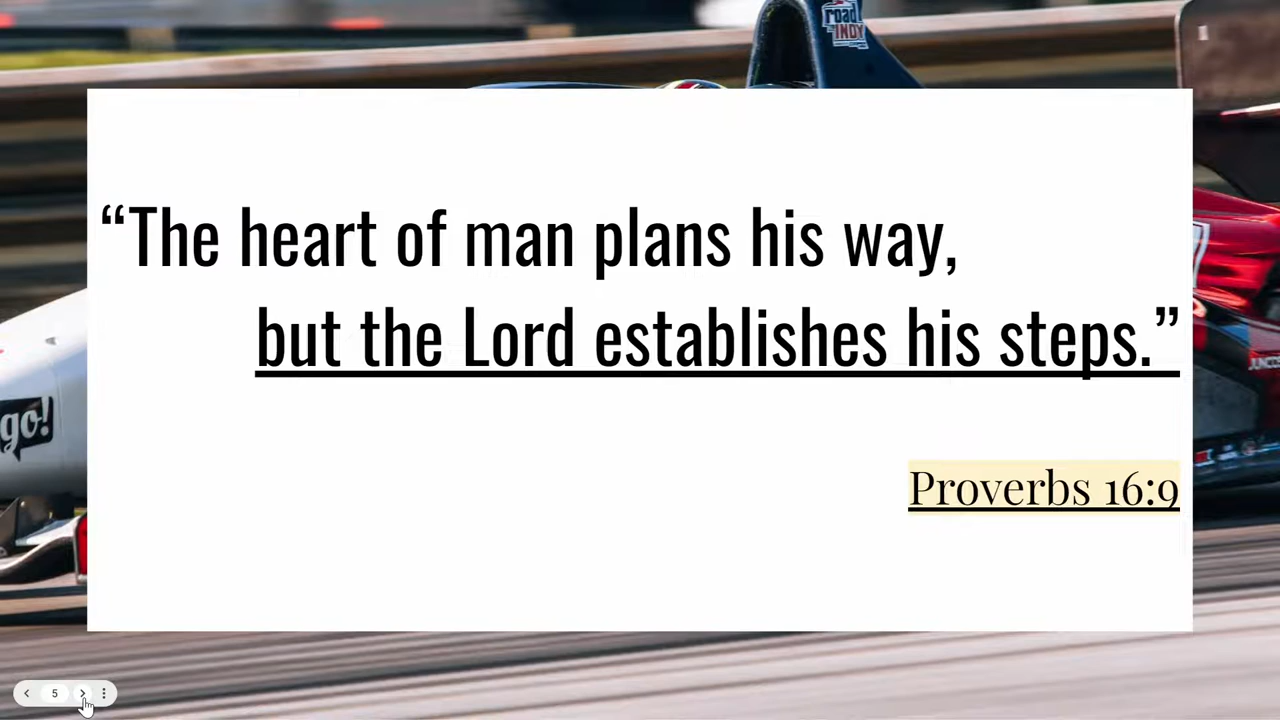 road
INDY
“The heart of man plans his way,
but the Lord establishes his steps.”
go!
Proverbs 16:9
5